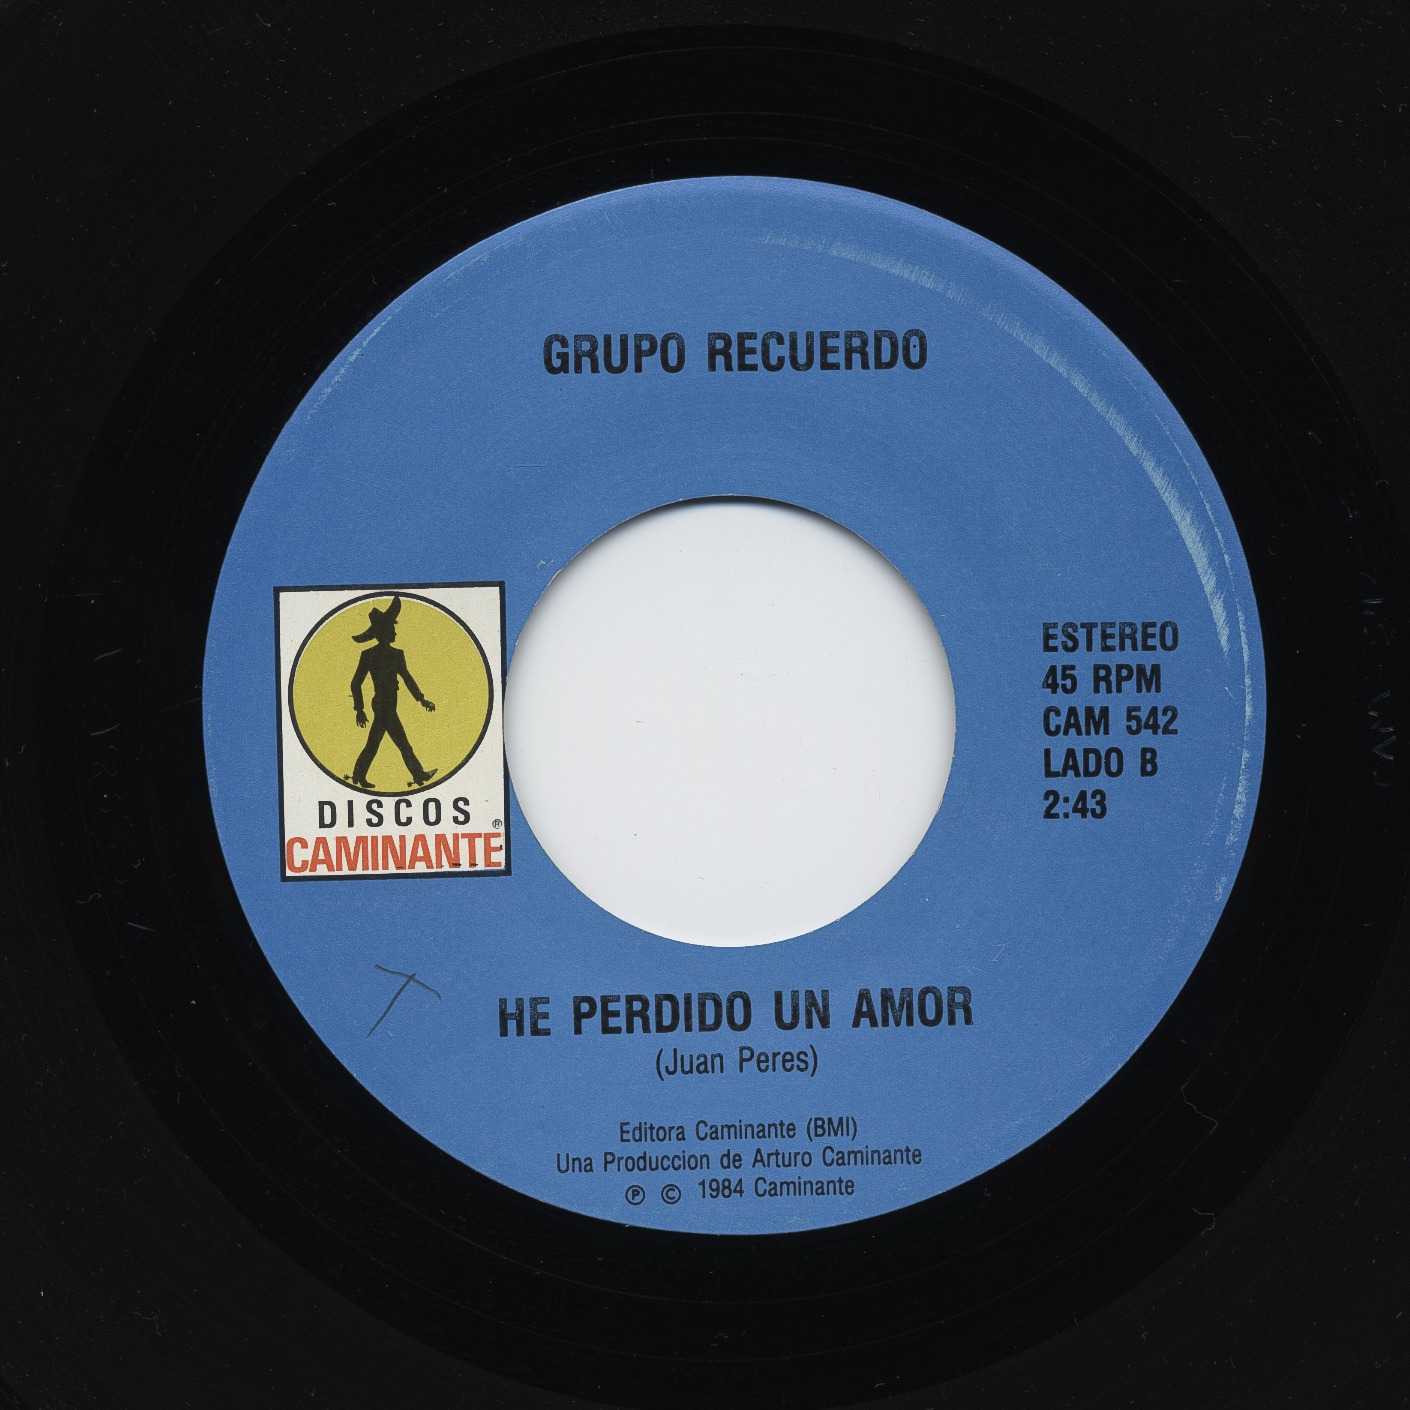 GRUPO RECUERDO
DISCOS ®
CAMINANTE
ESTEREO
45 RPM
CAM 542
LADO B
2:43
HE PERDIDO UN AMOR
(Juan Peres)
Editora Caminante (BMI)
Una Produccion de Arturo Caminante
℗ © 1984 Caminante